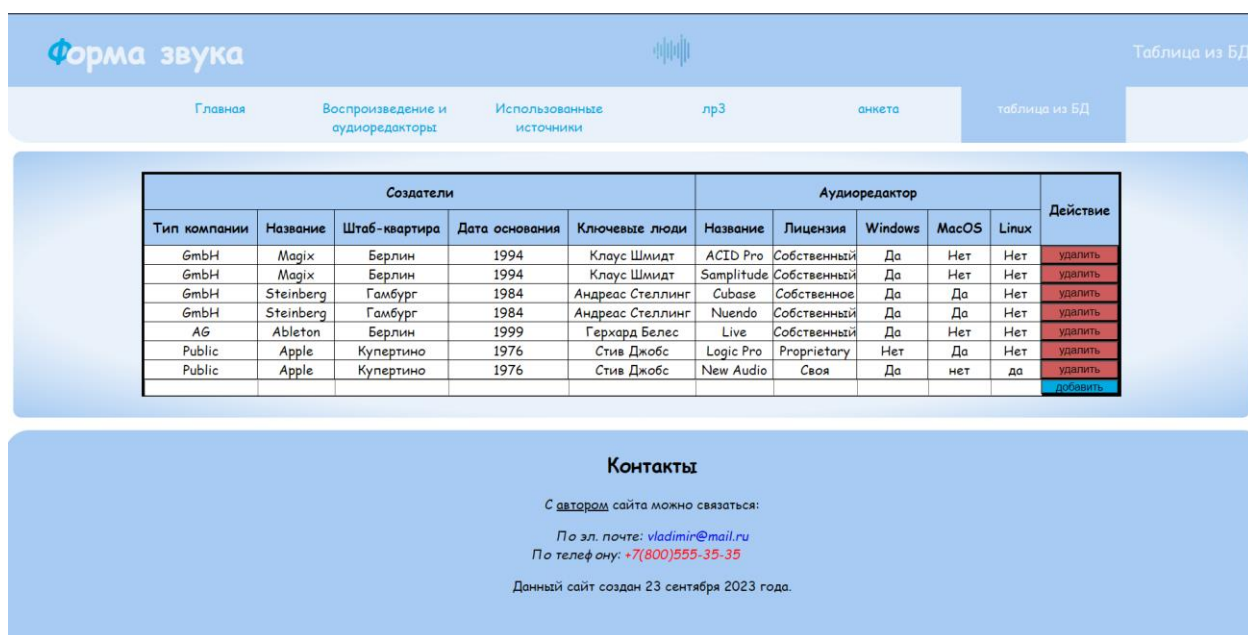 Форма звука
Таблица из БД
Главная
Воспроизведение и
аудиоредакторы
Использованные
источники
лр3
анкета
таблица из БД
Создатели Аудиоредактор Действие
Тип компании Название Штаб-квартира Дата основания Ключевые люди Название Лицензия Windows MacOS Linux
GmbH Magix Берлин 1994 Клаус Шмидт ACID Pro Собственный Да Нет Нет удалить
GmbH Magix Берлин 1994 Клаус Шмидт Samplitude Собственный Да Нет Нет удалить
GmbH Steinberg Гамбург 1984 Андреас Стеллинг Cubase Собственное Да Да Нет удалить
GmbH Steinberg Гамбург 1984 Андреас Стеллинг Nuendo Собственный Да Да Нет удалить
AG Ableton Берлин 1999 Герхард Белес Live Собственный Да Нет Нет удалить
Public Apple Купертино 1976 Стив Джобс Logic Pro Proprietary Нет Да Нет удалить
Public Apple Купертино 1976 Стив Джобс New Audio Своя Да нет да удалить
добавить
Контакты
С автором сайта можно связаться:
По эл. почте: vladimir@mail.ru
По телефону: +7(800)555-35-35
Данный сайт создан 23 сентября 2023 года.